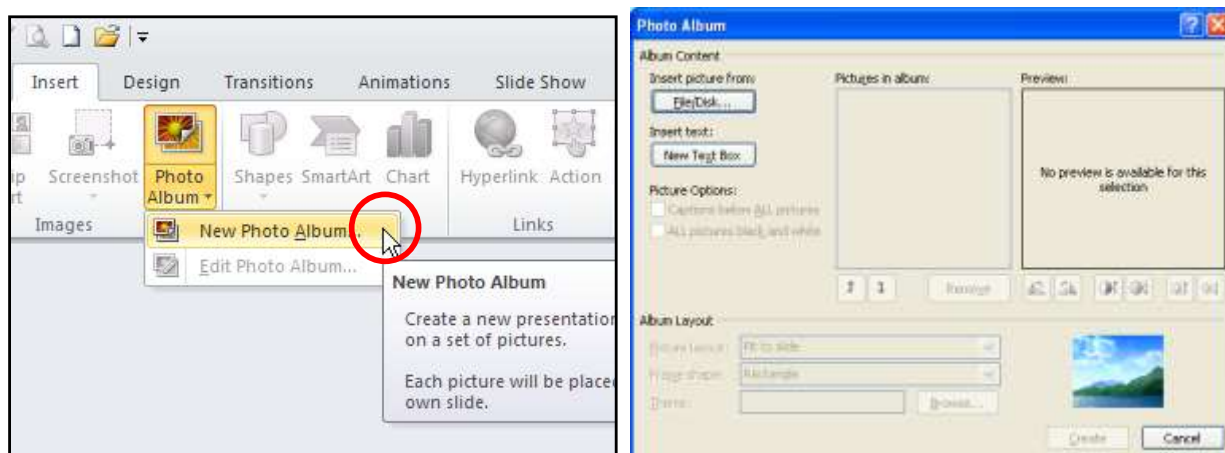 Insert Design Transitions Animations Slide Show
Screenshot
Photo
Album
Shapes SmartArt Chart
Hyperlink Action
Images
Links
New Photo Album...
Edit Photo Album...
New Photo Album
Create a new presentation
on a set of pictures.
Each picture will be place
own slide.
Photo Album
Album Content
Insert picture from:
Pictures in album:
Preview:
File/Disk...
Insert text:
New Text Box
No preview is available for this
selection
Picture Options:
Captions below ALL pictures
ALL pictures black and white
Remove
Album Layout
Picture layout:
Fit to slide
Frame shape:
Rectangle
Theme:
Browse...
Create
Cancel